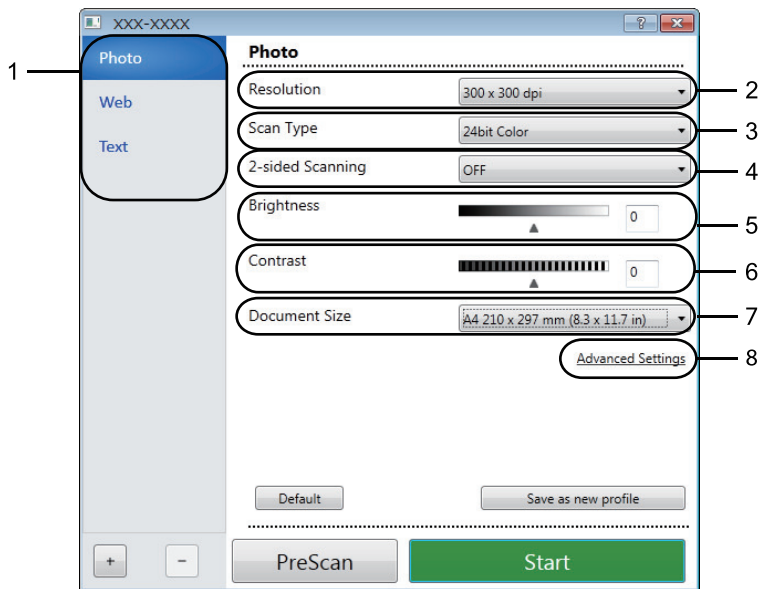 XXX-XXXX
?
Photo
Web
Text
Photo
Resolution
300 x 300 dpi
Scan Type
24bit Color
2-sided Scanning
OFF
Brightness
0
Contrast
0
Document Size
A4 210 x 297 mm (8.3 x 11.7 in)
Advanced Settings
Default
Save as new profile
+
−
PreScan
Start
1
2
3
4
5
6
7
8